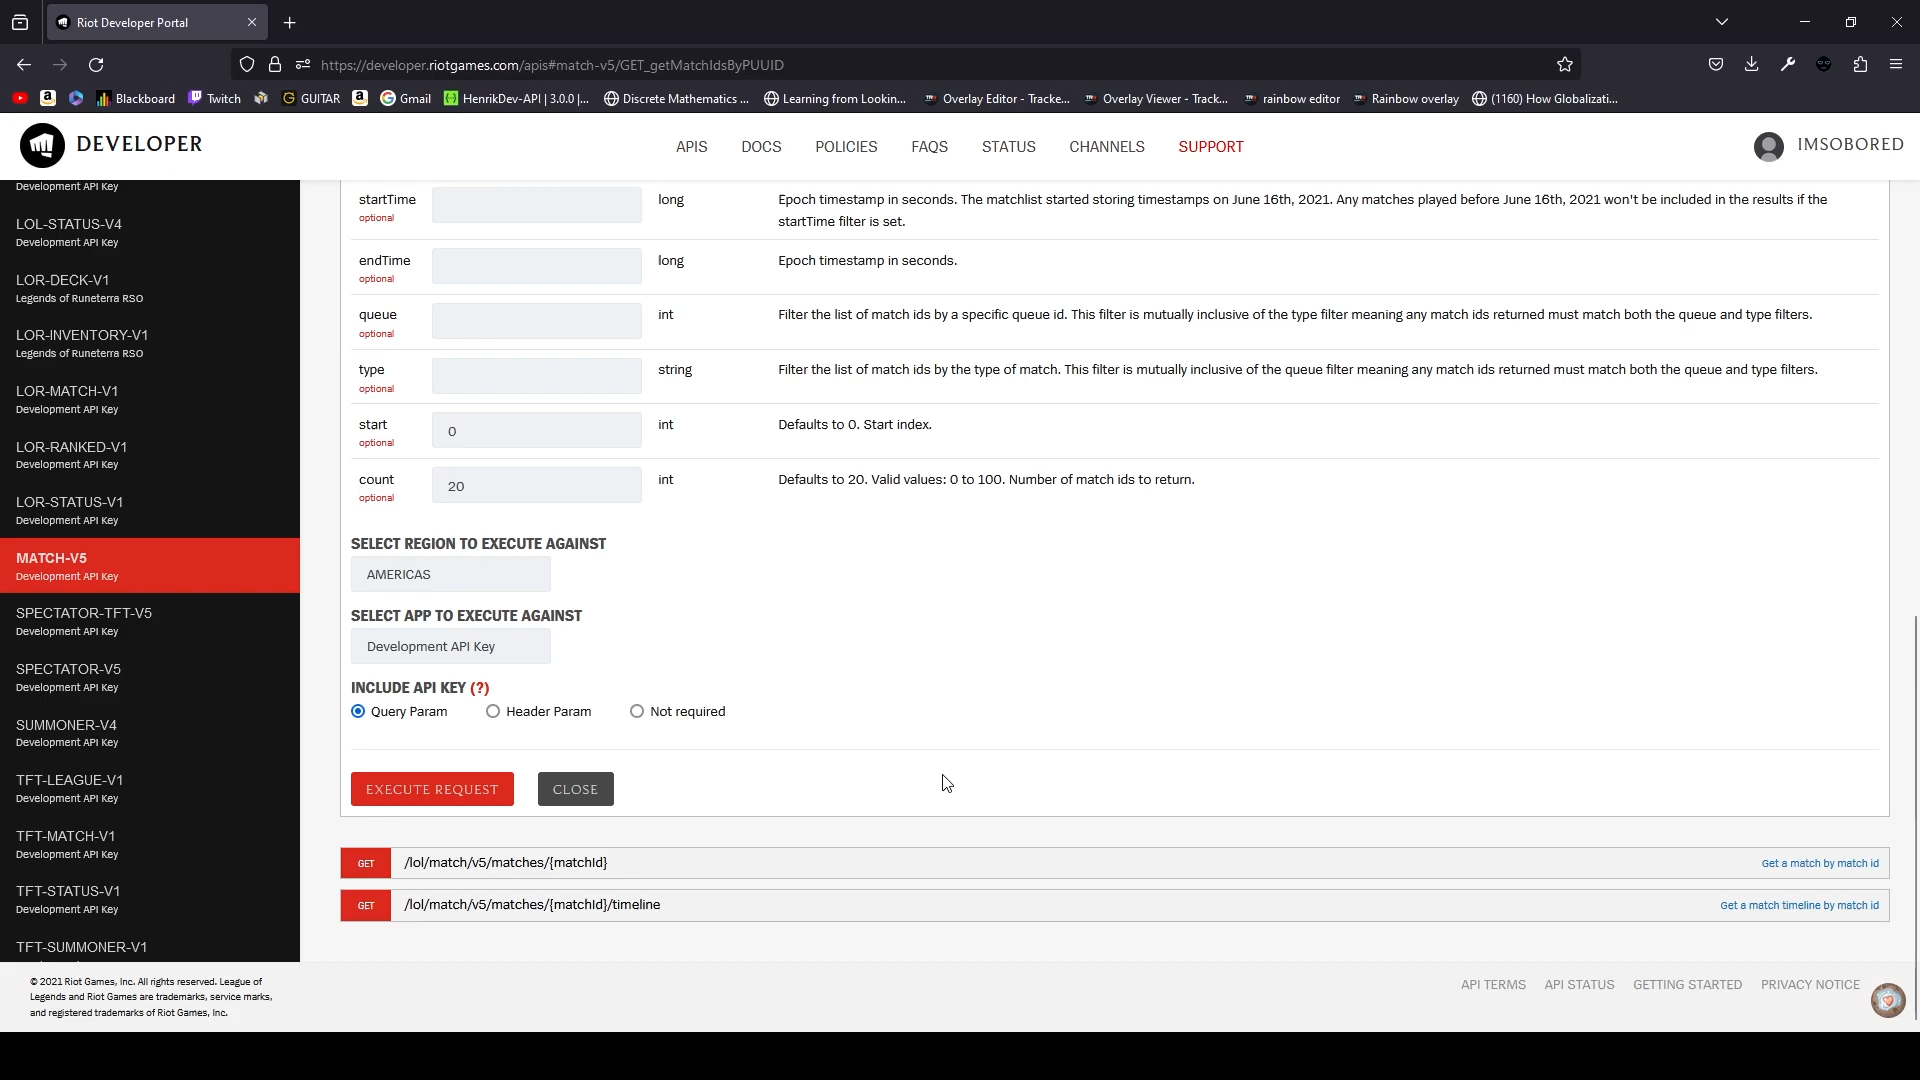 Riot Developer Portal
https://developer.riotgames.com/apis#match-v5/GET_getMatchIdsByPUUID
Blackboard
Twitch
GUITAR
Gmail
HenrikDev-API | 3.0.0 |...
Discrete Mathematics ...
Learning from Lookin...
Overlay Editor - Tracke...
Overlay Viewer - Track...
rainbow editor
Rainbow overlay
(1160) How Globalizati...
DEVELOPER
APIS
DOCS
POLICIES
FAQS
STATUS
CHANNELS
SUPPORT
IMSOBORED
Development API Key
LOL-STATUS-V4
Development API Key
LOR-DECK-V1
Legends of Runeterra RSO
LOR-INVENTORY-V1
Legends of Runeterra RSO
LOR-MATCH-V1
Development API Key
LOR-RANKED-V1
Development API Key
LOR-STATUS-V1
Development API Key
MATCH-V5
Development API Key
SPECTATOR-TFT-V5
Development API Key
SPECTATOR-V5
Development API Key
SUMMONER-V4
Development API Key
TFT-LEAGUE-V1
Development API Key
TFT-MATCH-V1
Development API Key
TFT-STATUS-V1
Development API Key
TFT-SUMMONER-V1
startTime
optional
long
Epoch timestamp in seconds. The matchlist started storing timestamps on June 16th, 2021. Any matches played before June 16th, 2021 won't be included in the results if the
startTime filter is set.
endTime
optional
long
Epoch timestamp in seconds.
queue
optional
int
Filter the list of match ids by a specific queue id. This filter is mutually inclusive of the type filter meaning any match ids returned must match both the queue and type filters.
type
optional
string
Filter the list of match ids by the type of match. This filter is mutually inclusive of the queue filter meaning any match ids returned must match both the queue and type filters.
start
optional
0
int
Defaults to 0. Start index.
count
optional
20
int
Defaults to 20. Valid values: 0 to 100. Number of match ids to return.
SELECT REGION TO EXECUTE AGAINST
AMERICAS
SELECT APP TO EXECUTE AGAINST
Development API Key
INCLUDE API KEY (?)
Query Param
Header Param
Not required
EXECUTE REQUEST
CLOSE
GET
/lol/match/v5/matches/{matchId}
Get a match by match id
GET
/lol/match/v5/matches/{matchId}/timeline
Get a match timeline by match id
© 2021 Riot Games, Inc. All rights reserved. League of
Legends and Riot Games are trademarks, service marks,
and registered trademarks of Riot Games, Inc.
API TERMS
API STATUS
GETTING STARTED
PRIVACY NOTICE